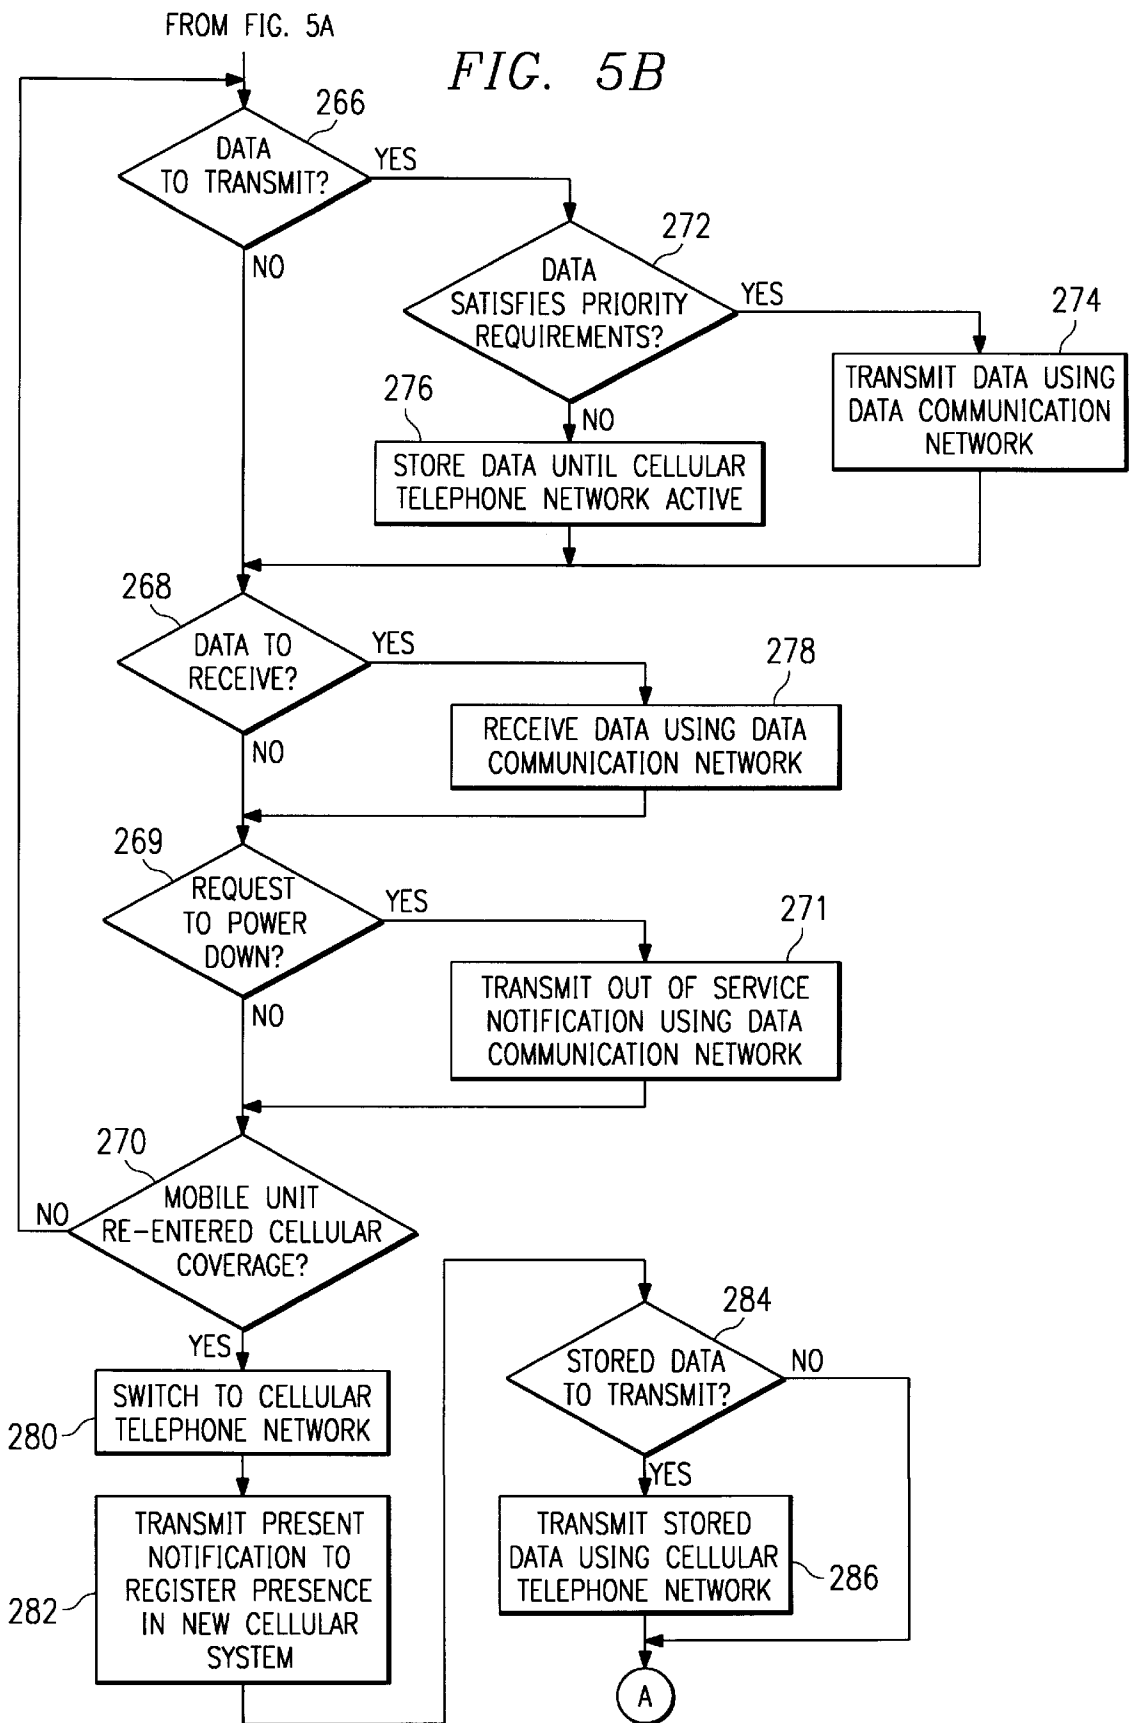 FROM FIG. 5A
FIG. 5B
266
DATA
TO TRANSMIT?
YES
NO
272
DATA
SATISFIES PRIORITY
REQUIREMENTS?
YES
NO
274
TRANSMIT DATA USING
DATA COMMUNICATION
NETWORK
276
STORE DATA UNTIL CELLULAR
TELEPHONE NETWORK ACTIVE
268
DATA TO
RECEIVE?
YES
NO
278
RECEIVE DATA USING DATA
COMMUNICATION NETWORK
269
REQUEST
TO POWER
DOWN?
YES
NO
271
TRANSMIT OUT OF SERVICE
NOTIFICATION USING DATA
COMMUNICATION NETWORK
270
MOBILE UNIT
RE-ENTERED CELLULAR
COVERAGE?
NO
YES
SWITCH TO CELLULAR
TELEPHONE NETWORK
280
TRANSMIT PRESENT
NOTIFICATION TO
REGISTER PRESENCE
IN NEW CELLULAR
SYSTEM
282
284
STORED DATA
TO TRANSMIT?
NO
YES
TRANSMIT STORED
DATA USING CELLULAR
TELEPHONE NETWORK
286
A